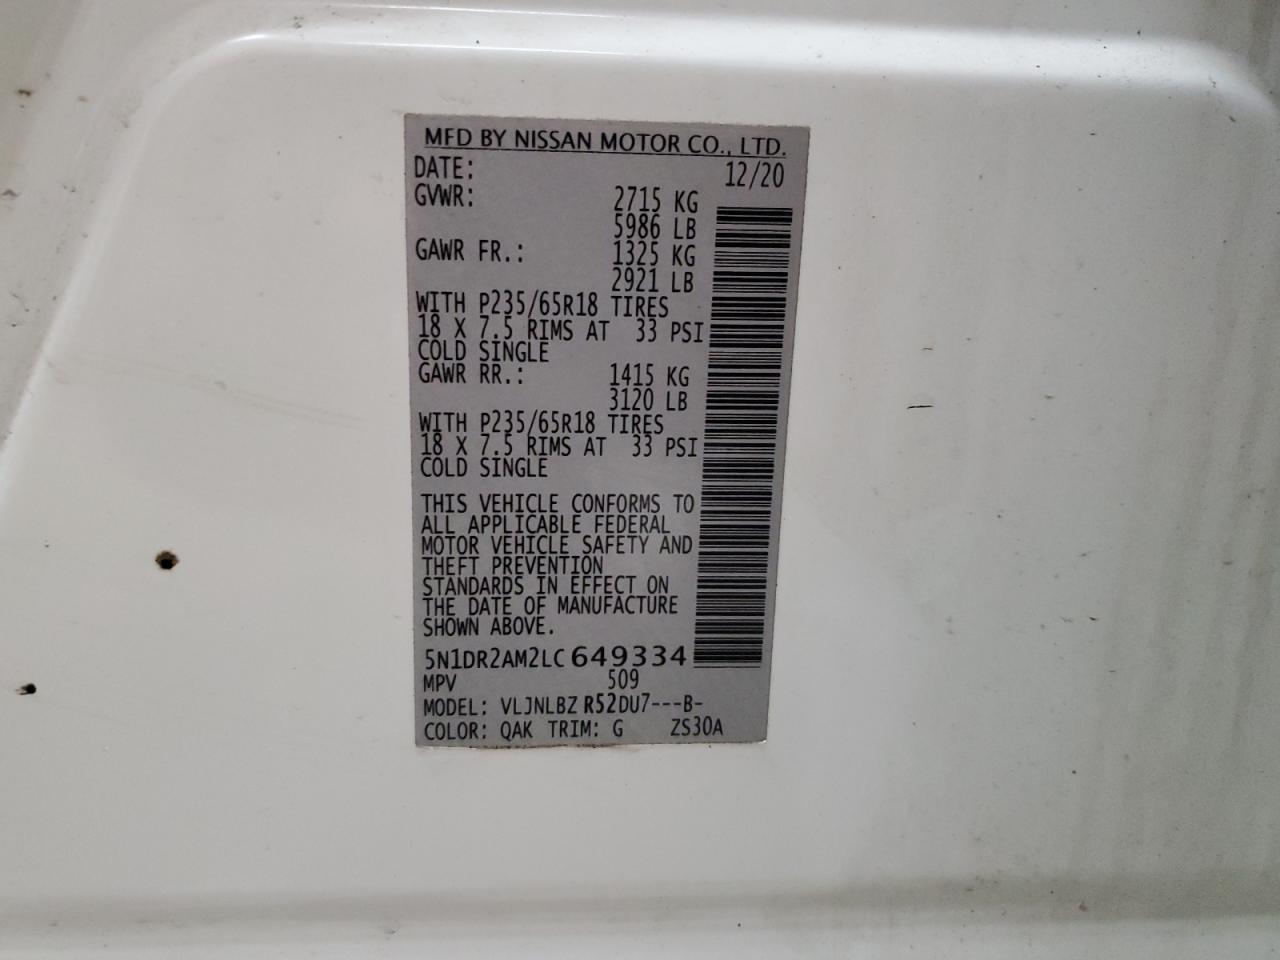 MFD BY NISSAN MOTOR CO., LTD.
DATE: 12/20
GVWR: 2715 KG
5986 LB
GAWR FR.: 1325 KG
2921 LB
WITH P235/65R18 TIRES
18 X 7.5 RIMS AT 33 PSI
COLD SINGLE
GAWR RR.: 1415 KG
3120 LB
WITH P235/65R18 TIRES
18 X 7.5 RIMS AT 33 PSI
COLD SINGLE
THIS VEHICLE CONFORMS TO
ALL APPLICABLE FEDERAL
MOTOR VEHICLE SAFETY AND
THEFT PREVENTION
STANDARDS IN EFFECT ON
THE DATE OF MANUFACTURE
SHOWN ABOVE.
5N1DR2AM2LC649334
MPV 509
MODEL: VLJNLBZ R52DU7---B-
COLOR: QAK TRIM: G ZS30A